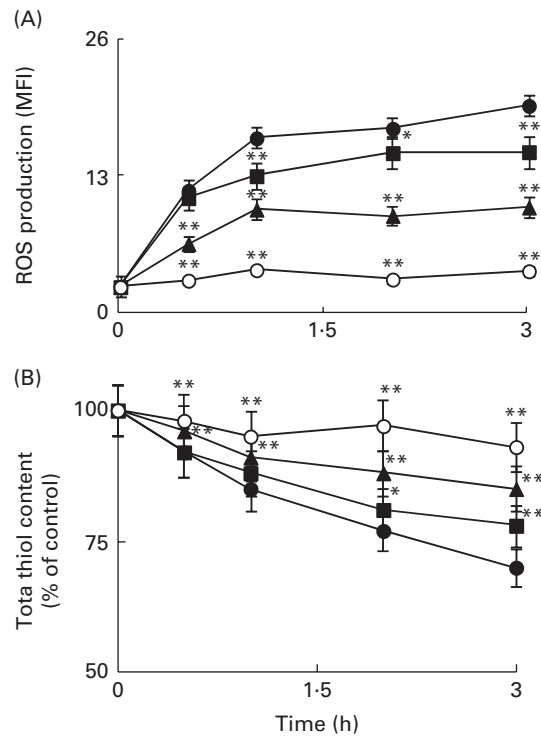 (A)
26
13
0
ROS production (MFI)
** ** * **
** ** ** **
** ** ** **
0 1·5 3
(B)
100
75
50
Tota thiol content
(% of control)
** ** ** **
** ** ** **
* **
0 1·5 3
Time (h)